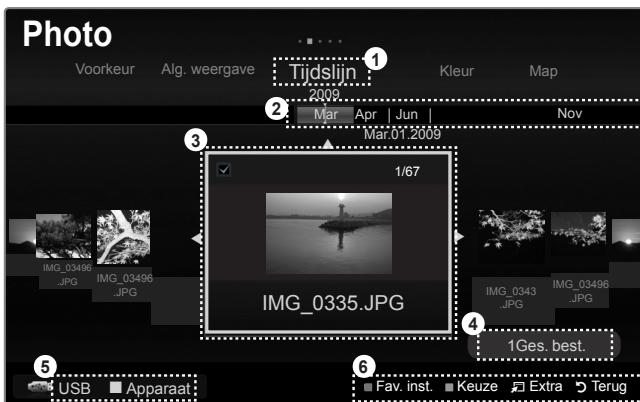 Photo
Voorkeur Alg. weergave Tijdslijn Kleur Map
1
2009
2
Mar Apr Jun Nov
Mar.01.2009
3
1/67
IMG_03496
.JPG
IMG_03496
.JPG
IMG_0335.JPG
IMG_0343
.JPG
IMG_03496
.JPG
4
1Ges. best.
5
USB Apparaat
6
Fav. inst. Keuze Extra Terug